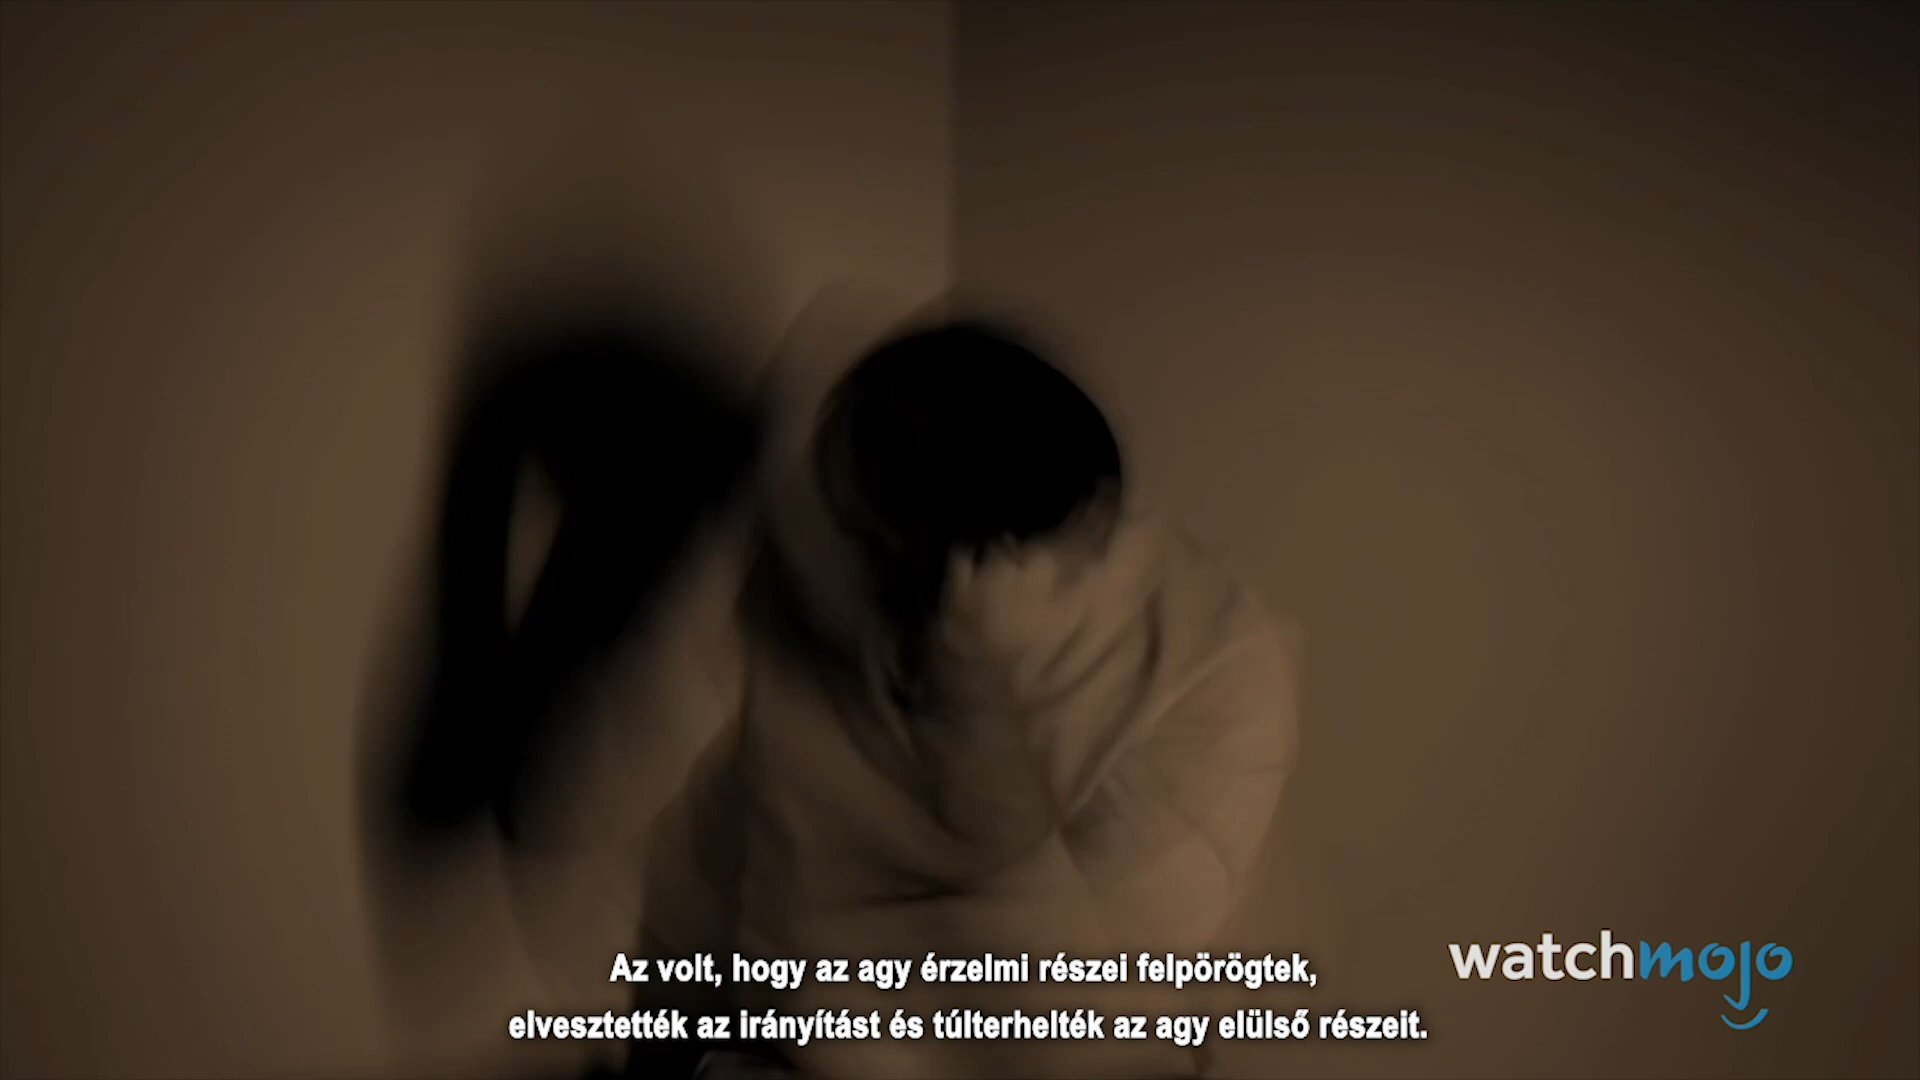 Az volt, hogy az agy érzelmi részei felpörögtek,
elvesztették az irányítást és túlterhelték az agy elülső részeit.
watchmojo